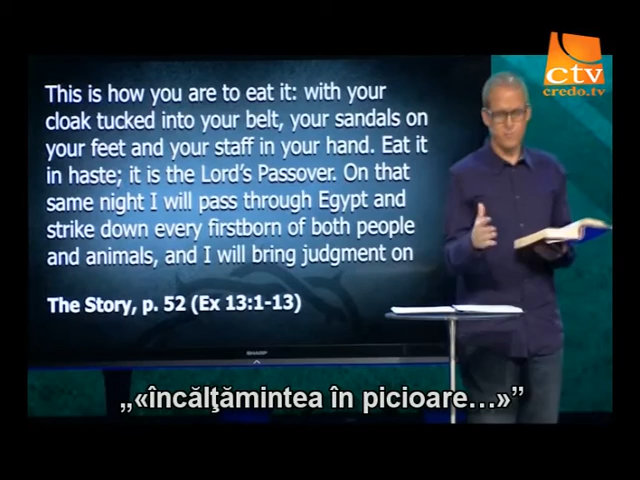 This is how you are to eat it: with your
cloak tucked into your belt, your sandals on
your feet and your staff in your hand. Eat it
in haste; it is the Lord's Passover. On that
same night I will pass through Egypt and
strike down every firstborn of both people
and animals, and I will bring judgment on
The Story, p. 52 (Ex 13:1-13)
SHARP
ctv
credo.tv
„«încălţămintea în picioare...»”